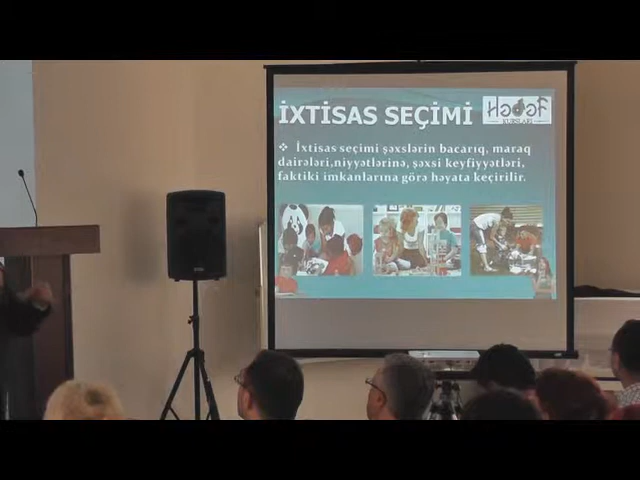 İXTİSAS SEÇİMİ
Hədəf
KURSLARI
❖ İxtisas seçimi şəxslərin bacarıq, maraq
dairələri,niyyətlərinə, şəxsi keyfiyyətləri,
faktiki imkanlarına görə həyata keçirilir.